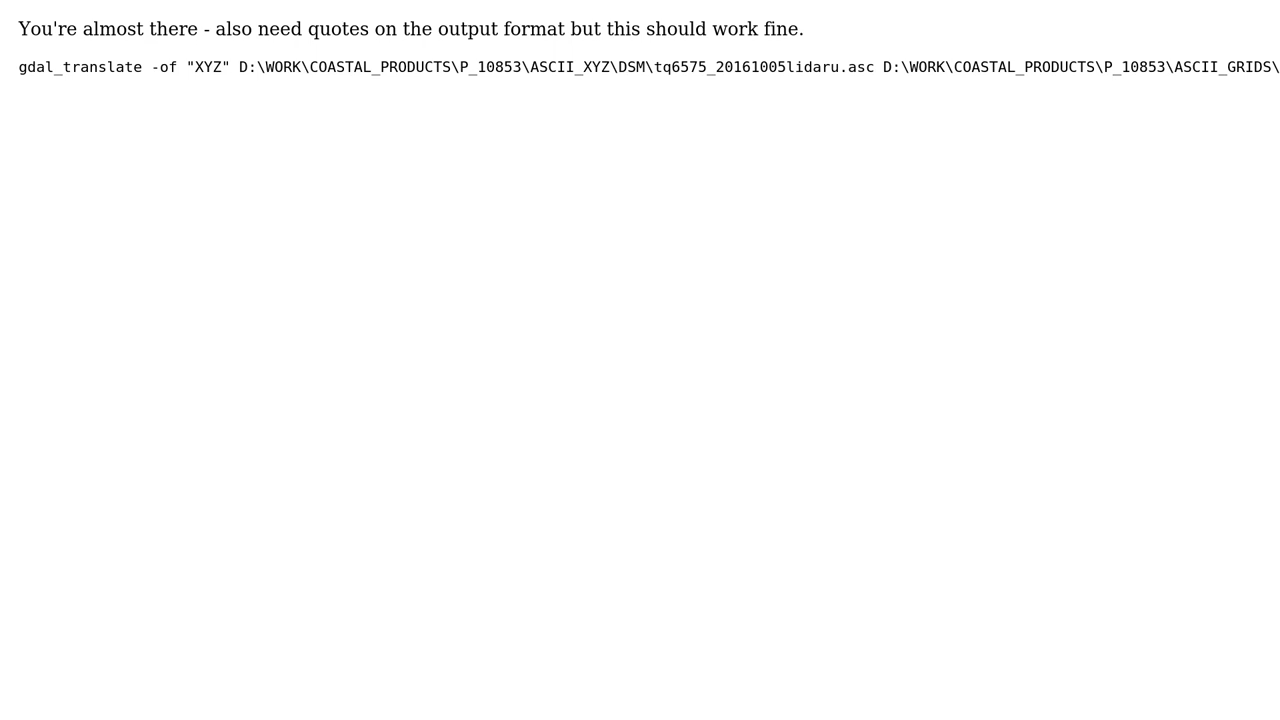 You're almost there - also need quotes on the output format but this should work fine.
gdal_translate -of "XYZ" D:\WORK\COASTAL_PRODUCTS\P_10853\ASCII_XYZ\DSM\tq6575_20161005lidaru.asc D:\WORK\COASTAL_PRODUCTS\P_10853\ASCII_GRIDS\